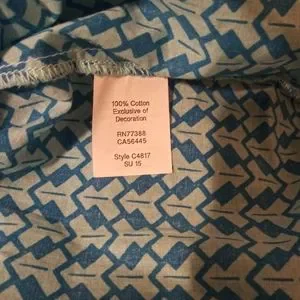 100% Cotton
Exclusive of
Decoration
RN77388
CA56445
Style C4817
SU 15